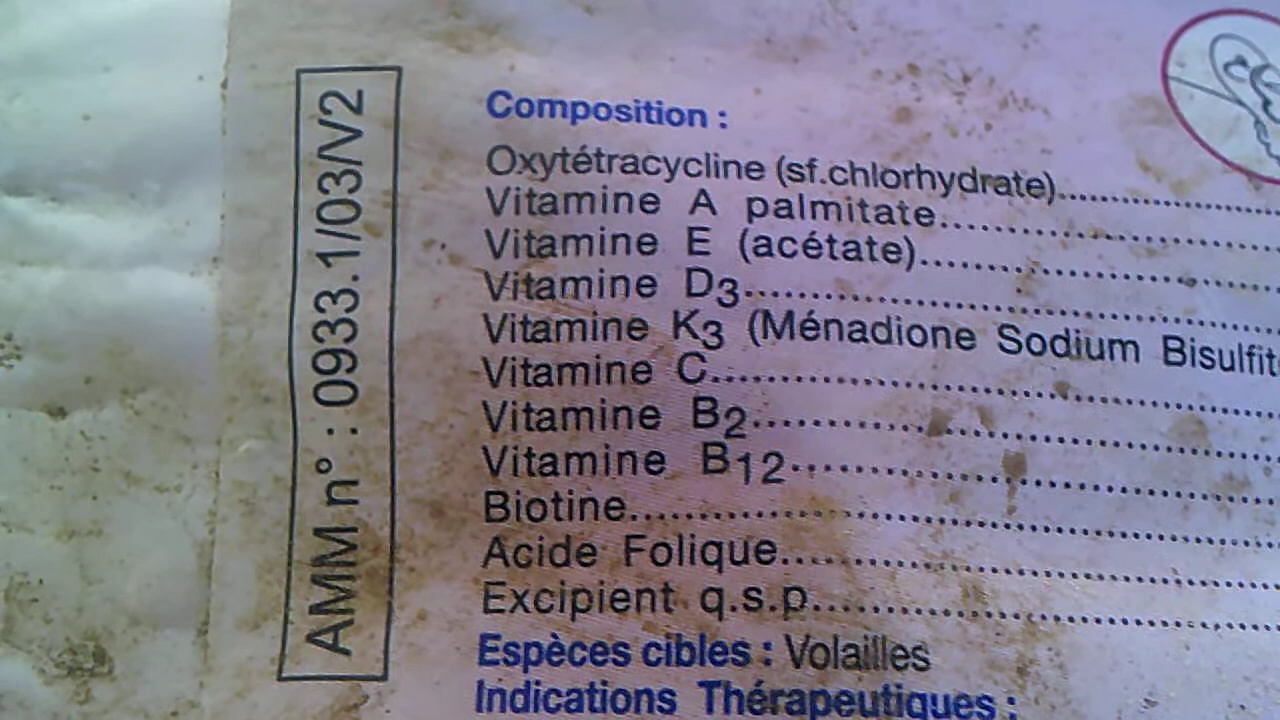 AMM n° : 0933.1/03/V2
Composition :
Oxytétracycline (sf.chlorhydrate)
Vitamine A palmitate
Vitamine E (acétate)
Vitamine D3
Vitamine K3 (Ménadione Sodium Bisulfit
Vitamine C
Vitamine B2
Vitamine B12
Biotine
Acide Folique
Excipient q.s.p
Espèces cibles : Volailles
Indications Thérapeutiques :